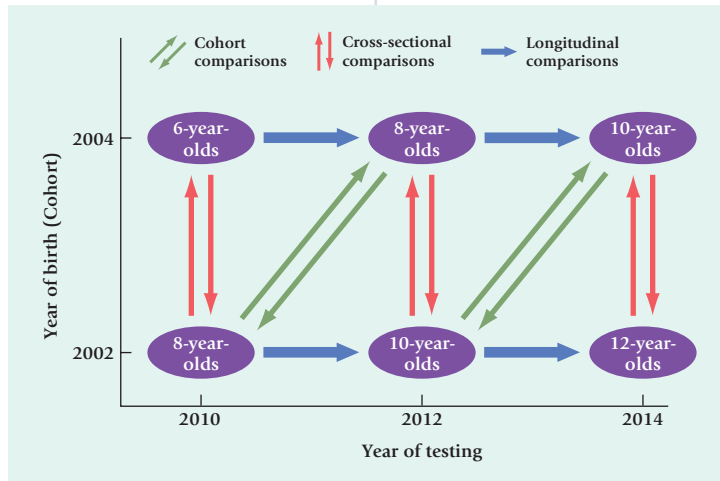 Cohort
comparisons
Cross-sectional
comparisons
Longitudinal
comparisons
Year of birth (Cohort)
2004
6-year-
olds
8-year-
olds
10-year-
olds
2002
8-year-
olds
10-year-
olds
12-year-
olds
2010
2012
2014
Year of testing